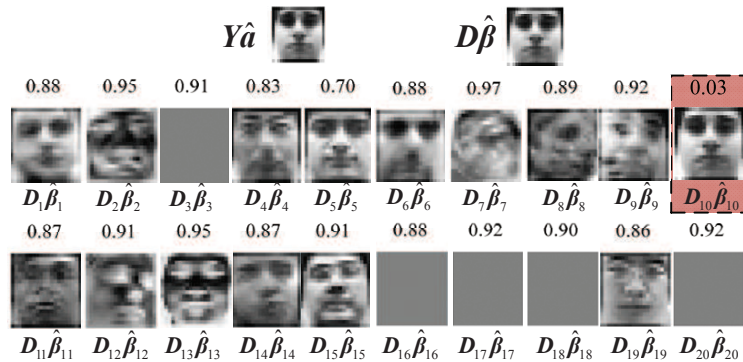 Yâ Dβ̂
0.88 0.95 0.91 0.83 0.70 0.88 0.97 0.89 0.92 0.03
D₁β̂₁ D₂β̂₂ D₃β̂₃ D₄β̂₄ D₅β̂₅ D₆β̂₆ D₇β̂₇ D₈β̂₈ D₉β̂₉ D₁₀β̂₁₀
0.87 0.91 0.95 0.87 0.91 0.88 0.92 0.90 0.86 0.92
D₁₁β̂₁₁ D₁₂β̂₁₂ D₁₃β̂₁₃ D₁₄β̂₁₄ D₁₅β̂₁₅ D₁₆β̂₁₆ D₁₇β̂₁₇ D₁₈β̂₁₈ D₁₉β̂₁₉ D₂₀β̂₂₀